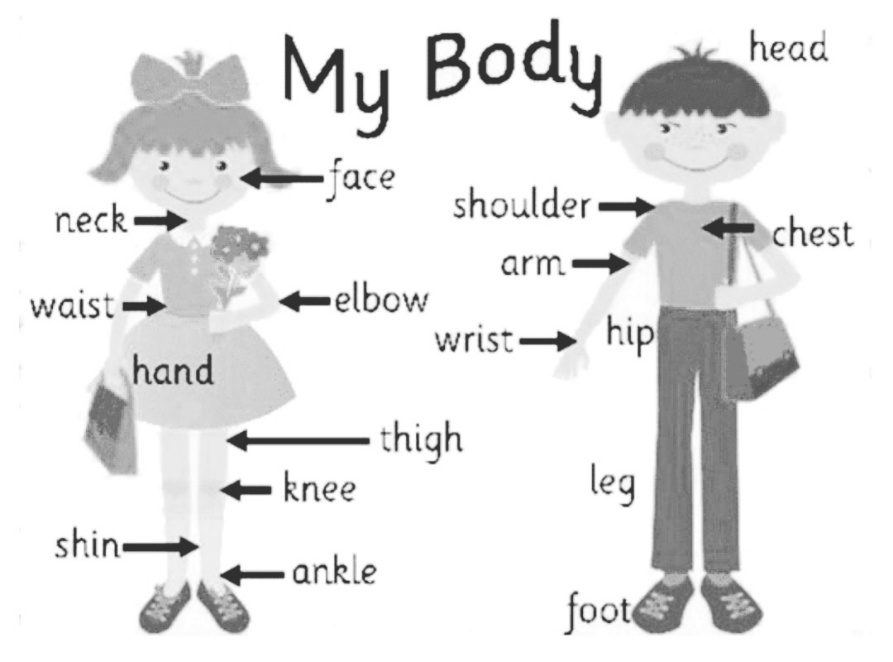 My Body
head
face
neck
shoulder
chest
arm
waist
elbow
wrist
hip
hand
thigh
knee
leg
shin
ankle
foot